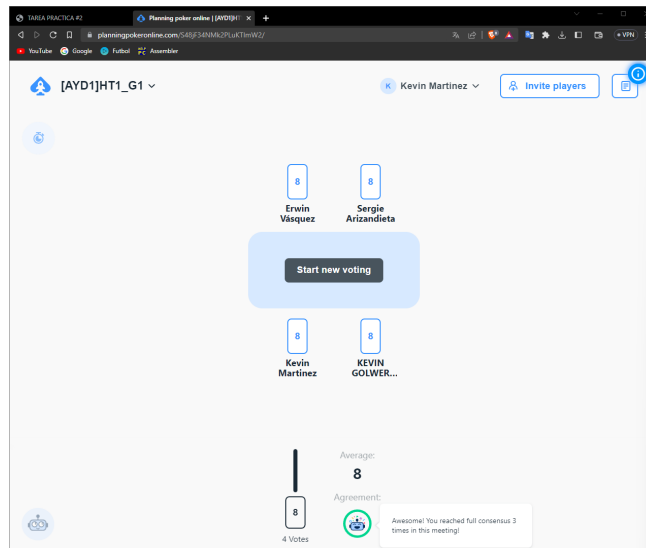 TAREA PRACTICA #2
Planning poker online | [AYD1]HT
planningpokeronline.com/S48jF34NMk2PLuKTlmW2/
VPN
YouTube Google Futbol Assembler
[AYD1]HT1_G1
K Kevin Martinez
Invite players
8 8
Erwin Vásquez
Sergie Arizandieta
Start new voting
8 8
Kevin Martinez
KEVIN GOLWER...
Average:
8
Agreement:
8
4 Votes
Awesome! You reached full consensus 3
times in this meeting!